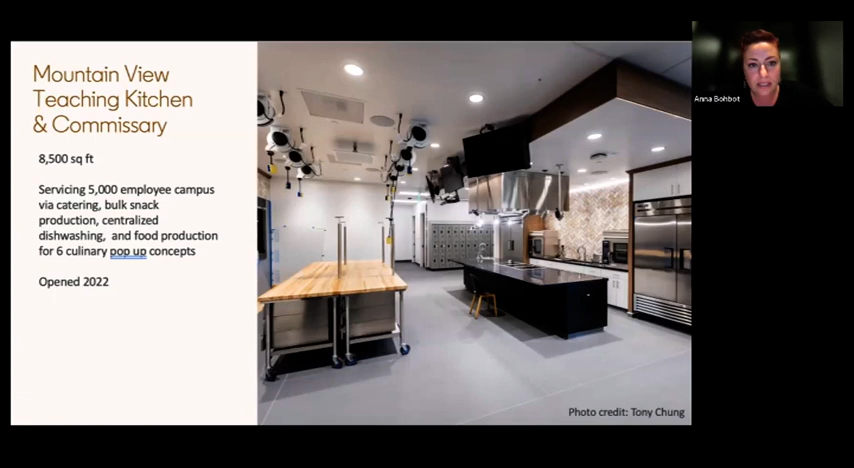 Mountain View
Teaching Kitchen
& Commissary
8,500 sq ft
Servicing 5,000 employee campus
via catering, bulk snack
production, centralized
dishwashing, and food production
for 6 culinary pop up concepts
Opened 2022
Photo credit: Tony Chung
Anna Bohbot